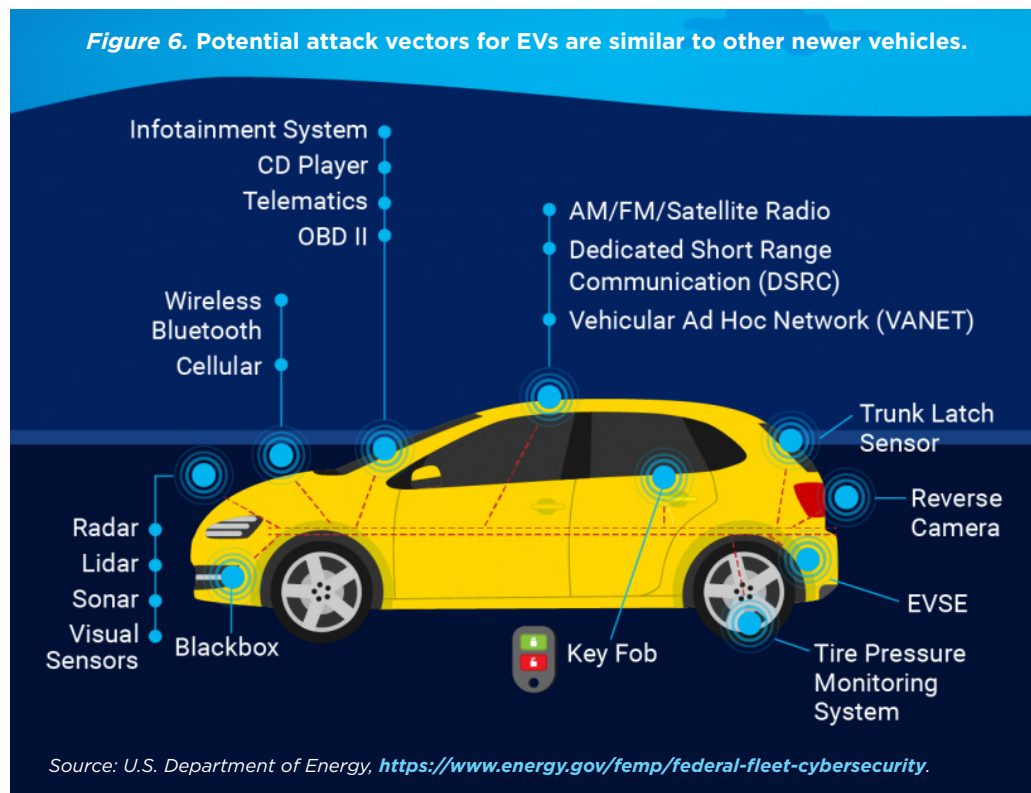 Figure 6. Potential attack vectors for EVs are similar to other newer vehicles.
Infotainment System
CD Player
Telematics
OBD II
AM/FM/Satellite Radio
Dedicated Short Range
Communication (DSRC)
Vehicular Ad Hoc Network (VANET)
Wireless
Bluetooth
Cellular
Trunk Latch
Sensor
Reverse
Camera
Radar
Lidar
Sonar
Visual
Sensors
Blackbox
Key Fob
EVSE
Tire Pressure
Monitoring
System
Source: U.S. Department of Energy, https://www.energy.gov/femp/federal-fleet-cybersecurity.